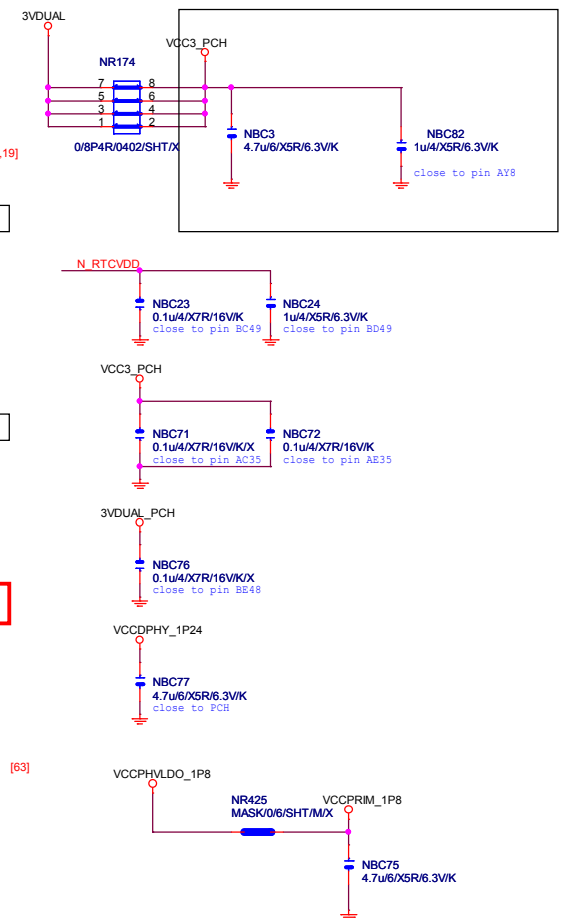 3VDUAL
VCC3_PCH
NR174
7 8
5 6
3 4
1 2
0/8P4R/0402/SHT/X
NBC3
4.7u/6/X5R/6.3V/K
NBC82
1u/4/X5R/6.3V/K
close to pin AY8
,19]
N_RTCVDD
NBC23
0.1u/4/X7R/16V/K
close to pin BC49
NBC24
1u/4/X5R/6.3V/K
close to pin BD49
VCC3_PCH
NBC71
0.1u/4/X7R/16V/K/X
close to pin AC35
NBC72
0.1u/4/X7R/16V/K
close to pin AE35
3VDUAL_PCH
NBC76
0.1u/4/X7R/16V/K/X
close to pin BE48
VCCDPHY_1P24
NBC77
4.7u/6/X5R/6.3V/K
close to PCH
[63]
VCCPHVLDO_1P8
NR425
MASK/0/6/SHT/M/X
VCCPRIM_1P8
NBC75
4.7u/6/X5R/6.3V/K